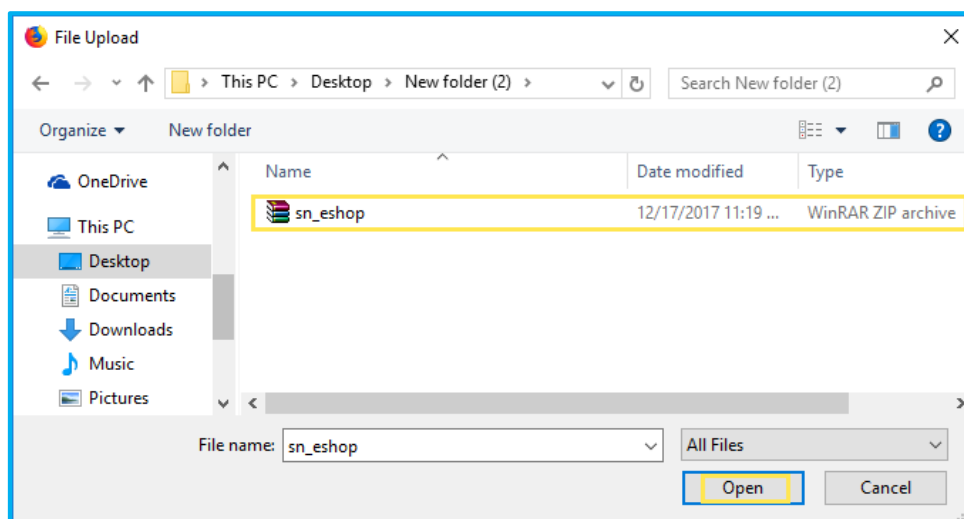 File Upload
This PC > Desktop > New folder (2) >
Search New folder (2)
Organize
New folder
?
Name
Date modified
Type
OneDrive
sn_eshop
12/17/2017 11:19 ...
WinRAR ZIP archive
This PC
Desktop
Documents
Downloads
Music
Pictures
File name:
sn_eshop
All Files
Open
Cancel